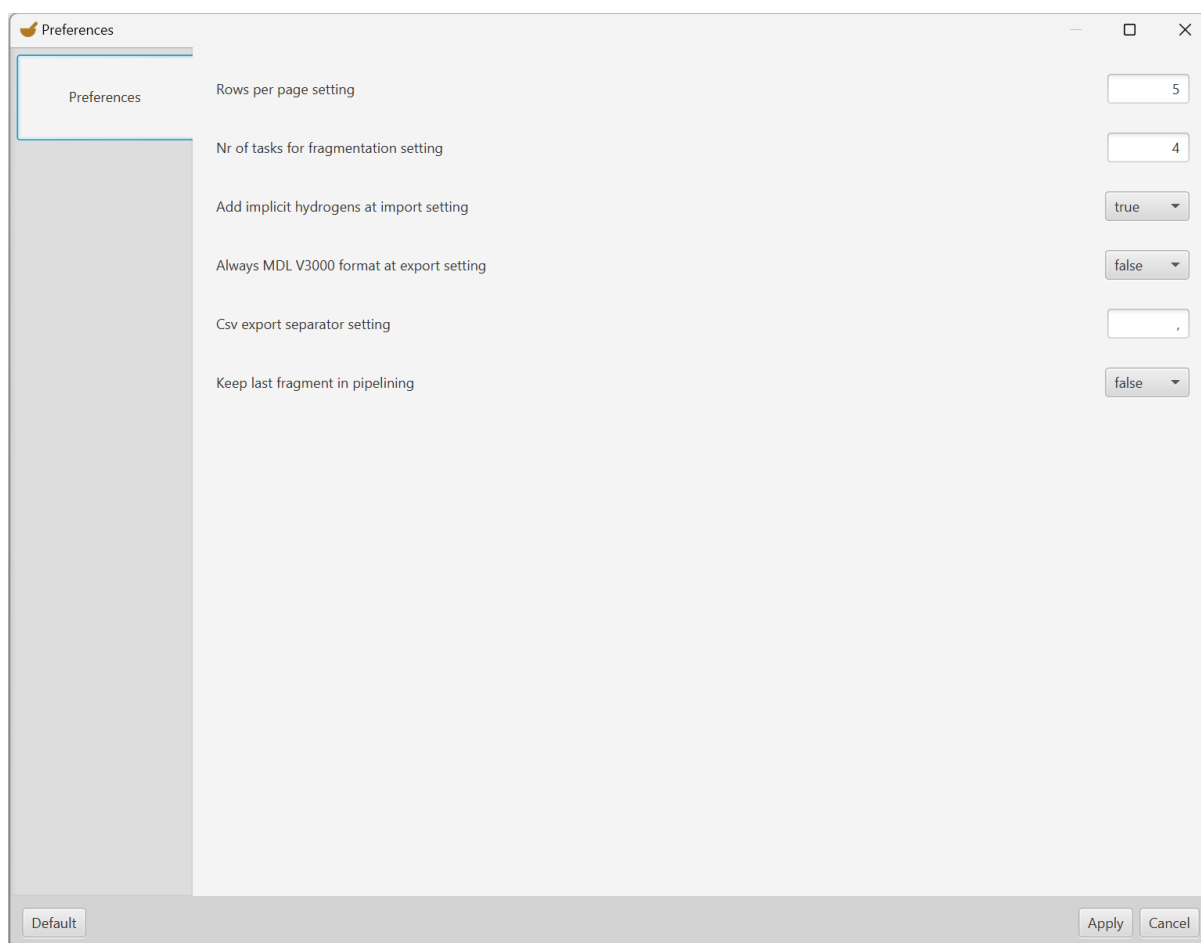 Preferences
Preferences
Rows per page setting 5
Nr of tasks for fragmentation setting 4
Add implicit hydrogens at import setting true
Always MDL V3000 format at export setting false
Csv export separator setting ,
Keep last fragment in pipelining false
Default Apply Cancel